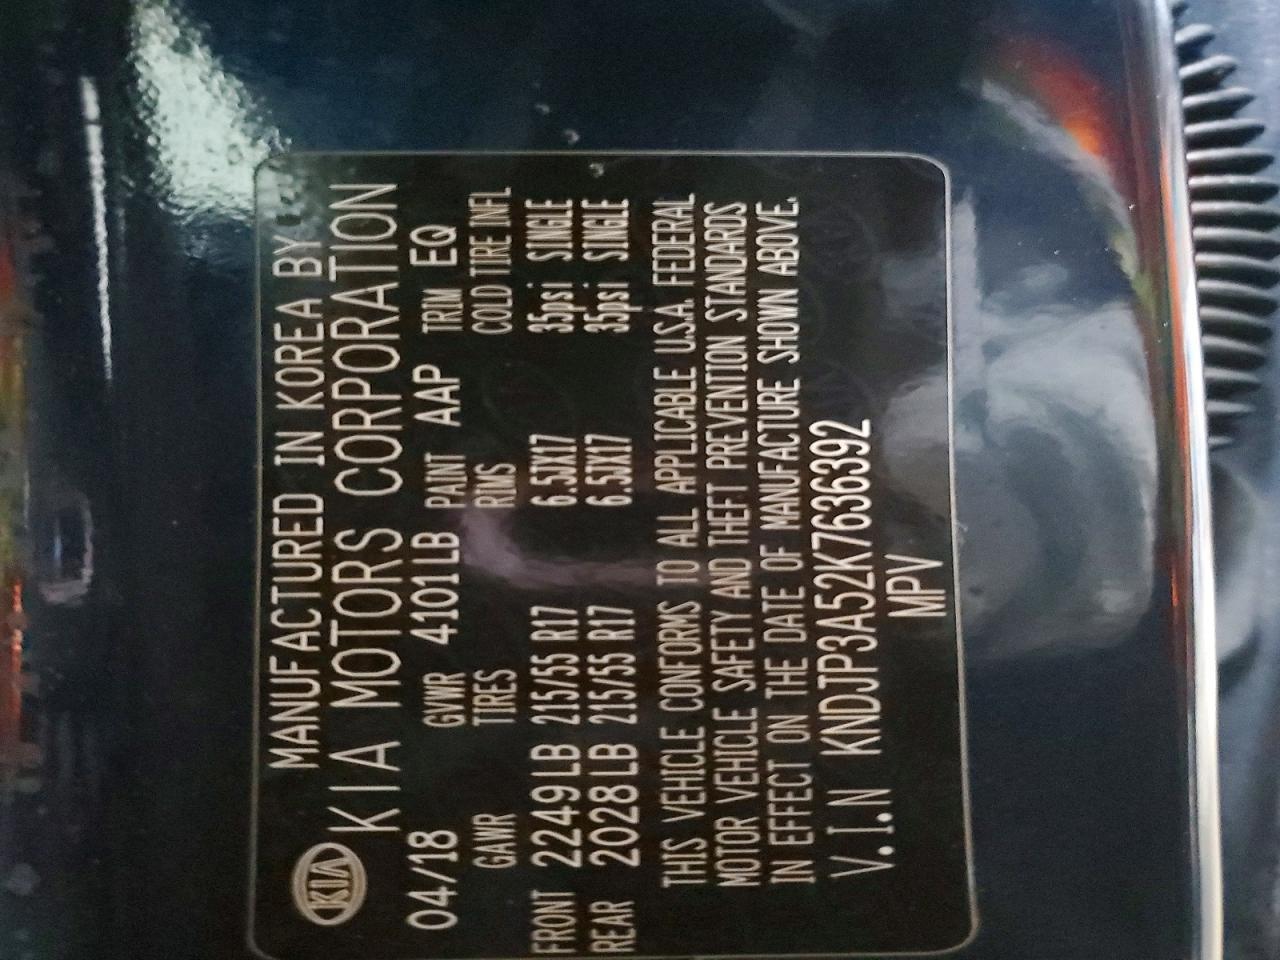 MANUFACTURED IN KOREA BY
KIA KIA MOTORS CORPORATION
04/18 GVWR 4101LB PAINT AAP TRIM EQ
GAWR TIRES RIMS COLD TIRE INFL
FRONT 2249LB 215/55 R17 6.5JX17 35psi SINGLE
REAR 2028LB 215/55 R17 6.5JX17 35psi SINGLE
THIS VEHICLE CONFORMS TO ALL APPLICABLE U.S.A. FEDERAL
MOTOR VEHICLE SAFETY AND THEFT PREVENTION STANDARDS
IN EFFECT ON THE DATE OF MANUFACTURE SHOWN ABOVE.
V.I.N KNDJP3A52K7636392
MPV